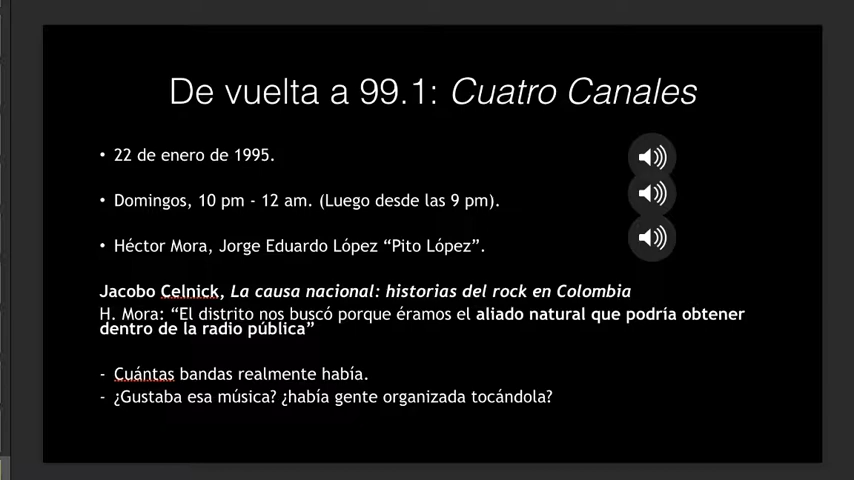 De vuelta a 99.1: Cuatro Canales
• 22 de enero de 1995.
• Domingos, 10 pm - 12 am. (Luego desde las 9 pm).
• Héctor Mora, Jorge Eduardo López “Pito López”.
Jacobo Celnick, La causa nacional: historias del rock en Colombia
H. Mora: “El distrito nos buscó porque éramos el aliado natural que podría obtener
dentro de la radio pública”
- Cuántas bandas realmente había.
- ¿Gustaba esa música? ¿había gente organizada tocándola?